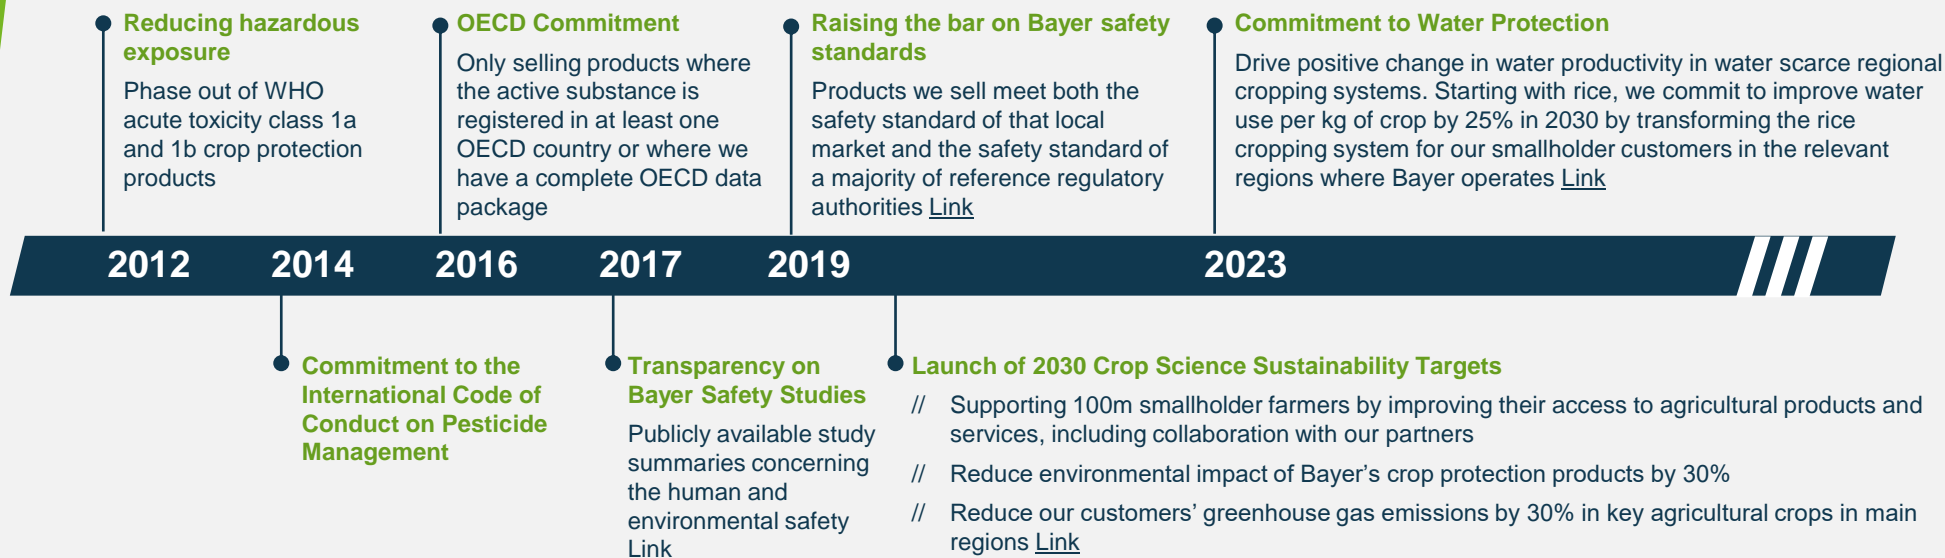 Reducing hazardous
exposure
Phase out of WHO
acute toxicity class 1a
and 1b crop protection
products
OECD Commitment
Only selling products where
the active substance is
registered in at least one
OECD country or where we
have a complete OECD data
package
Raising the bar on Bayer safety
standards
Products we sell meet both the
safety standard of that local
market and the safety standard of
a majority of reference regulatory
authorities Link
Commitment to Water Protection
Drive positive change in water productivity in water scarce regional
cropping systems. Starting with rice, we commit to improve water
use per kg of crop by 25% in 2030 by transforming the rice
cropping system for our smallholder customers in the relevant
regions where Bayer operates Link
2012 2014 2016 2017 2019 2023
Commitment to the
International Code of
Conduct on Pesticide
Management
Transparency on
Bayer Safety Studies
Publicly available study
summaries concerning
the human and
environmental safety
Link
Launch of 2030 Crop Science Sustainability Targets
// Supporting 100m smallholder farmers by improving their access to agricultural products and
services, including collaboration with our partners
// Reduce environmental impact of Bayer's crop protection products by 30%
// Reduce our customers' greenhouse gas emissions by 30% in key agricultural crops in main
regions Link